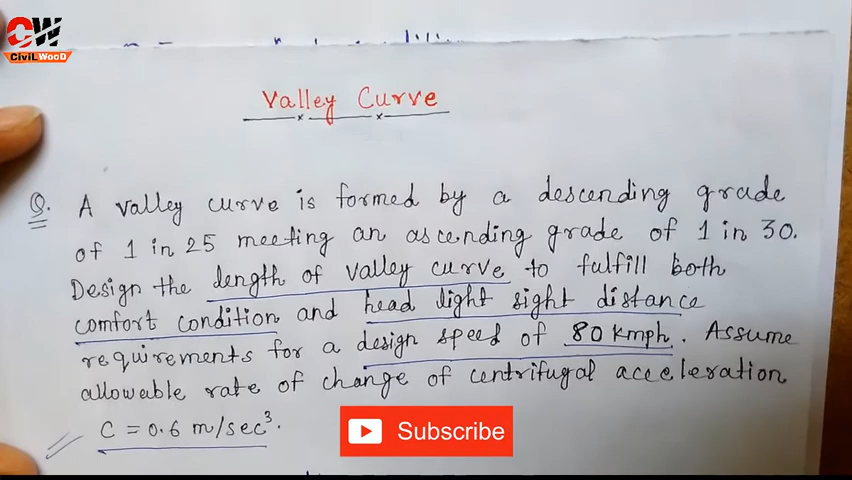 CW
CiviL WooD
Valley Curve
Q. A valley curve is formed by a descending grade
of 1 in 25 meeting an ascending grade of 1 in 30.
Design the length of valley curve to fulfill both
comfort condition and head light sight distance
requirements for a design speed of 80 kmph. Assume
allowable rate of change of centrifugal acceleration
C = 0.6 m/sec³.
Subscribe